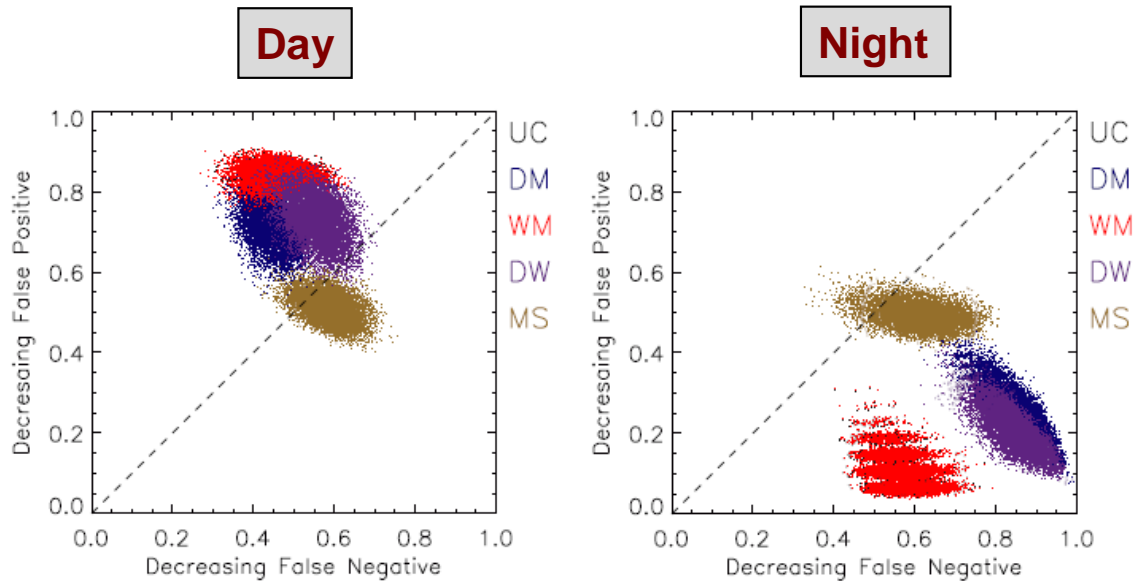 Day
1.0
0.8
0.6
0.4
0.2
0.0
Decresaing False Positive
0.0 0.2 0.4 0.6 0.8 1.0
Decreasing False Negative
UC
DM
WM
DW
MS
Night
1.0
0.8
0.6
0.4
0.2
0.0
Decresaing False Positive
0.0 0.2 0.4 0.6 0.8 1.0
Decreasing False Negative
UC
DM
WM
DW
MS